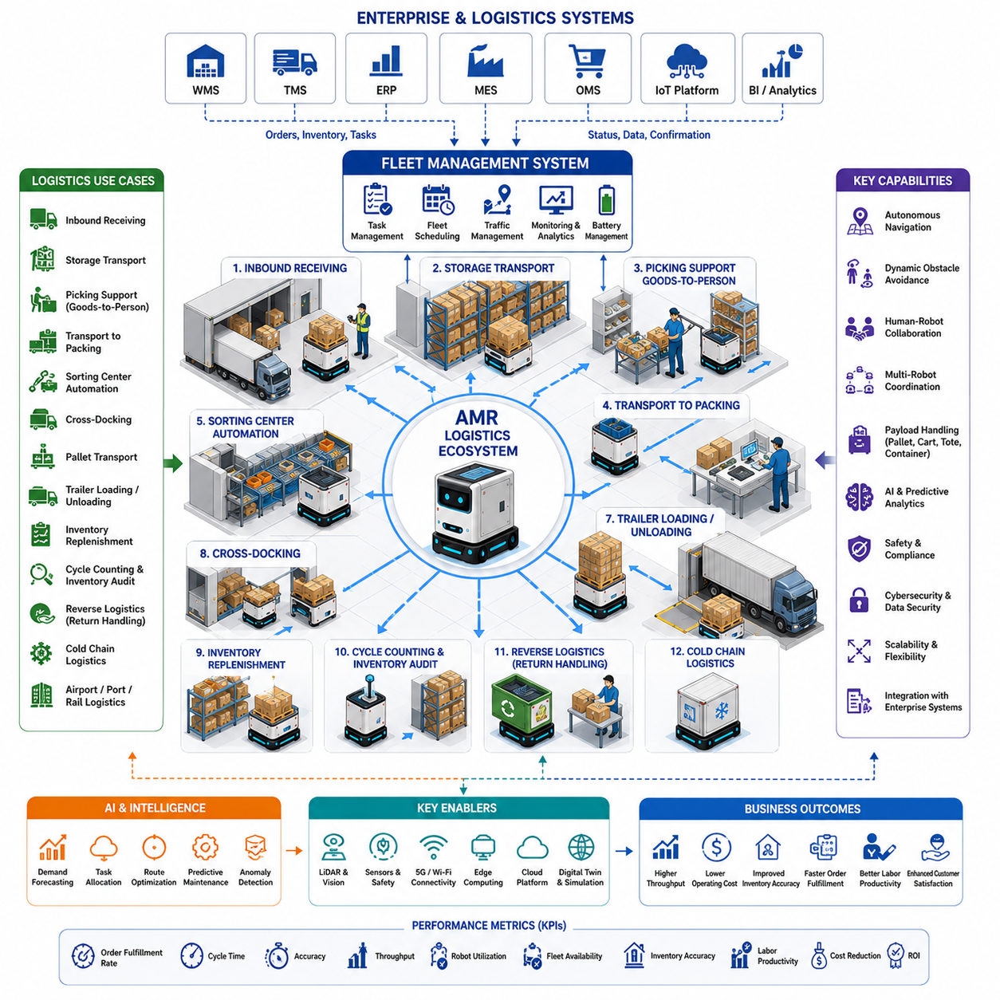 ENTERPRISE & LOGISTICS SYSTEMS
WMS
TMS
ERP
MES
OMS
IoT Platform
BI / Analytics
Orders, Inventory, Tasks
Status, Data, Confirmation
FLEET MANAGEMENT SYSTEM
Task
Management
Fleet
Scheduling
Traffic
Management
Monitoring &
Analytics
Battery
Management
LOGISTICS USE CASES
Inbound Receiving
Storage Transport
Picking Support
(Goods-to-Person)
Transport to
Packing
Sorting Center
Automation
Cross-Docking
Pallet Transport
Trailer Loading /
Unloading
Inventory
Replenishment
Cycle Counting &
Inventory Audit
Reverse Logistics
(Return Handling)
Cold Chain
Logistics
Airport / Port /
Rail Logistics
1. INBOUND RECEIVING
2. STORAGE TRANSPORT
3. PICKING SUPPORT
GOODS-TO-PERSON
4. TRANSPORT TO PACKING
5. SORTING CENTER
AUTOMATION
AMR
LOGISTICS
ECOSYSTEM
7. TRAILER LOADING /
UNLOADING
8. CROSS-DOCKING
9. INVENTORY
REPLENISHMENT
10. CYCLE COUNTING &
INVENTORY AUDIT
11. REVERSE LOGISTICS
(RETURN HANDLING)
12. COLD CHAIN
LOGISTICS
KEY CAPABILITIES
Autonomous
Navigation
Dynamic Obstacle
Avoidance
Human-Robot
Collaboration
Multi-Robot
Coordination
Payload Handling
(Pallet, Cart, Tote,
Container)
AI & Predictive
Analytics
Safety &
Compliance
Cybersecurity &
Data Security
Scalability &
Flexibility
Integration with
Enterprise Systems
AI & INTELLIGENCE
Demand
Forecasting
Task
Allocation
Route
Optimization
Predictive
Maintenance
Anomaly
Detection
KEY ENABLERS
LiDAR &
Vision
Sensors &
Safety
5G / Wi-Fi
Connectivity
Edge
Computing
Cloud
Platform
Digital Twin
& Simulation
BUSINESS OUTCOMES
Higher
Throughput
Lower
Operating Cost
Improved
Inventory Accuracy
Faster Order
Fulfillment
Better Labor
Productivity
Enhanced Customer
Satisfaction
PERFORMANCE METRICS (KPIs)
Order Fulfillment
Rate
Cycle Time
Accuracy
Throughput
Robot Utilization
Fleet Availability
Inventory Accuracy
Labor
Productivity
Cost Reduction
ROI